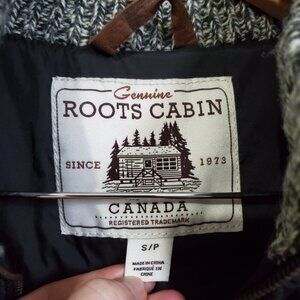 Genuine
ROOTS CABIN
SINCE 1973
CANADA
REGISTERED TRADEMARK
S/P
MADE IN CHINA
FABRIQUÉ EN
CHINE